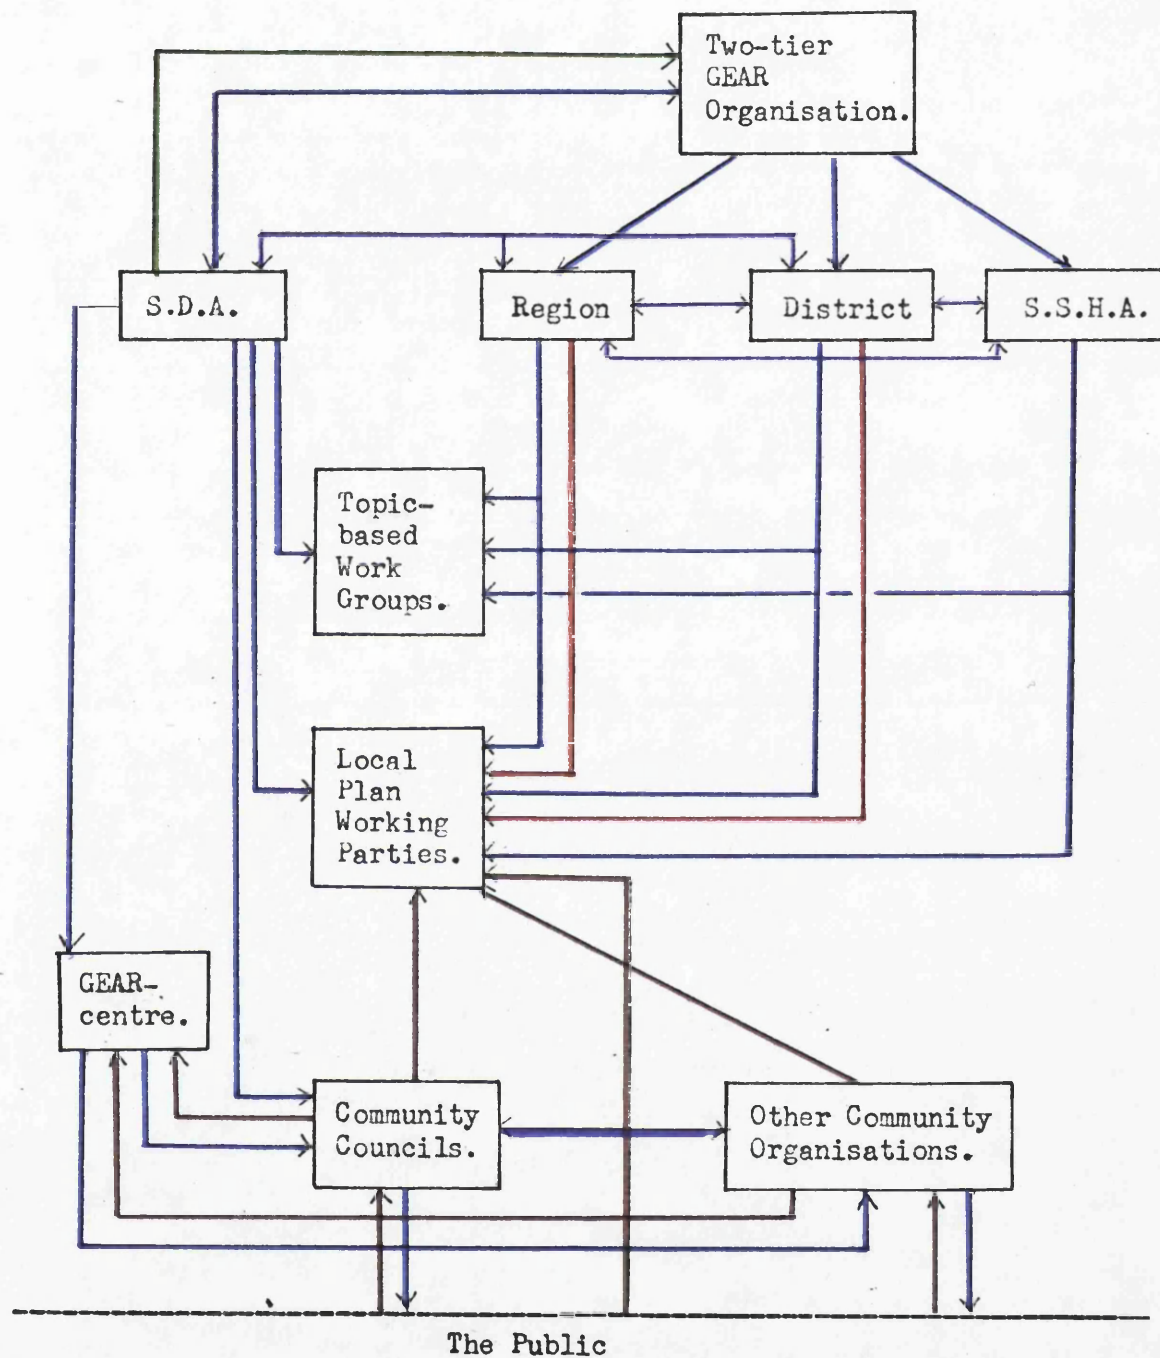 Two-tier
GEAR
Organisation.
S.D.A.
Region
District
S.S.H.A.
Topic-
based
Work
Groups.
Local
Plan
Working
Parties.
GEAR-
centre.
Community
Councils.
Other Community
Organisations.
The Public